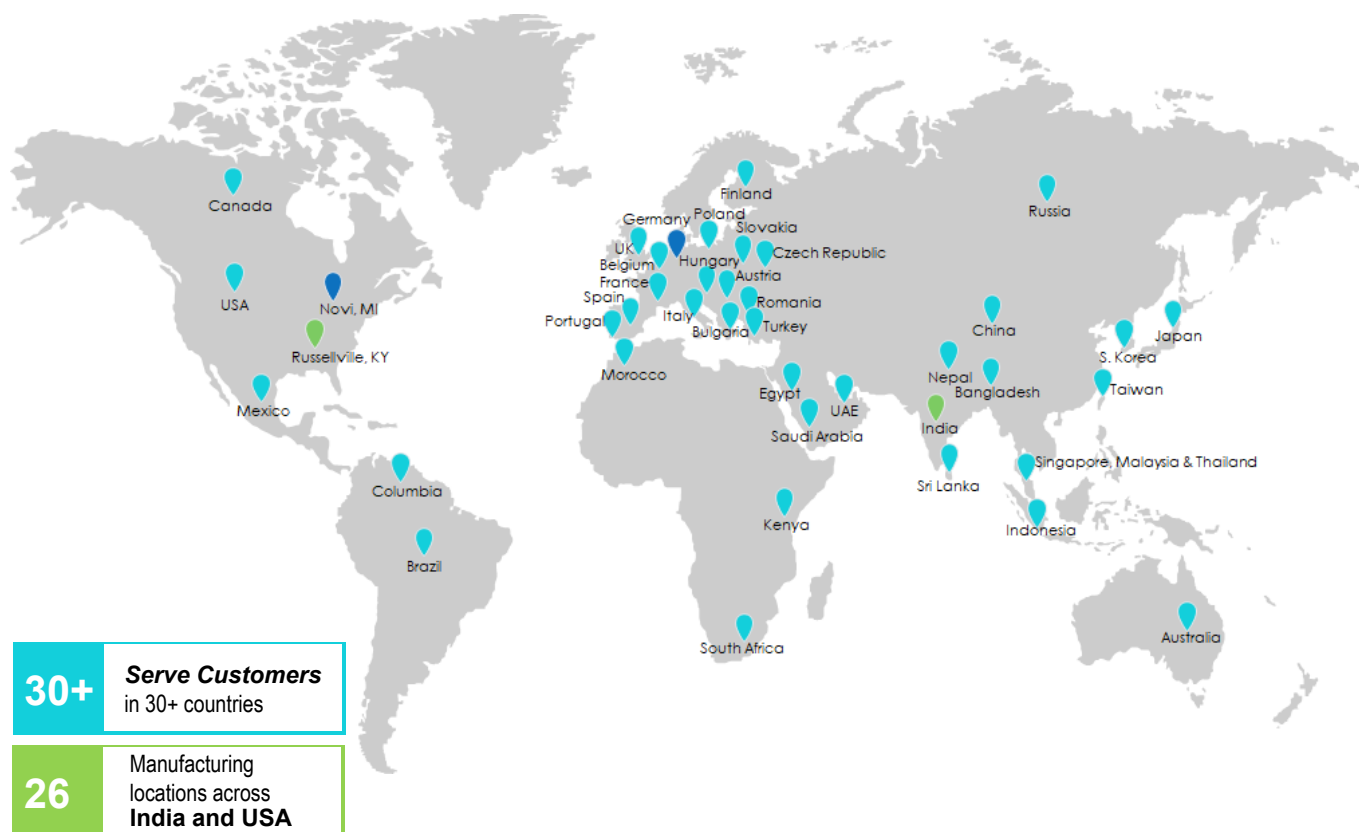 Canada
USA
Novi, MI
Russellville, KY
Mexico
Columbia
Brazil
Finland
Germany
Poland
Slovakia
UK
Belgium
Hungary
Czech Republic
France
Austria
Spain
Italy
Romania
Portugal
Bulgaria
Turkey
Morocco
Egypt
UAE
Saudi Arabia
Kenya
South Africa
Russia
China
Japan
S. Korea
Nepal
Bangladesh
Taiwan
India
Sri Lanka
Singapore, Malaysia & Thailand
Indonesia
Australia
30+
Serve Customers
in 30+ countries
26
Manufacturing
locations across
India and USA